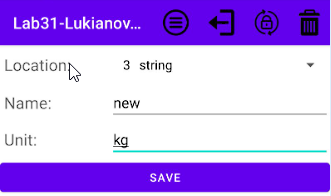 Lab31-Lukianov...
Location: 3 string
Name: new
Unit: kg
SAVE